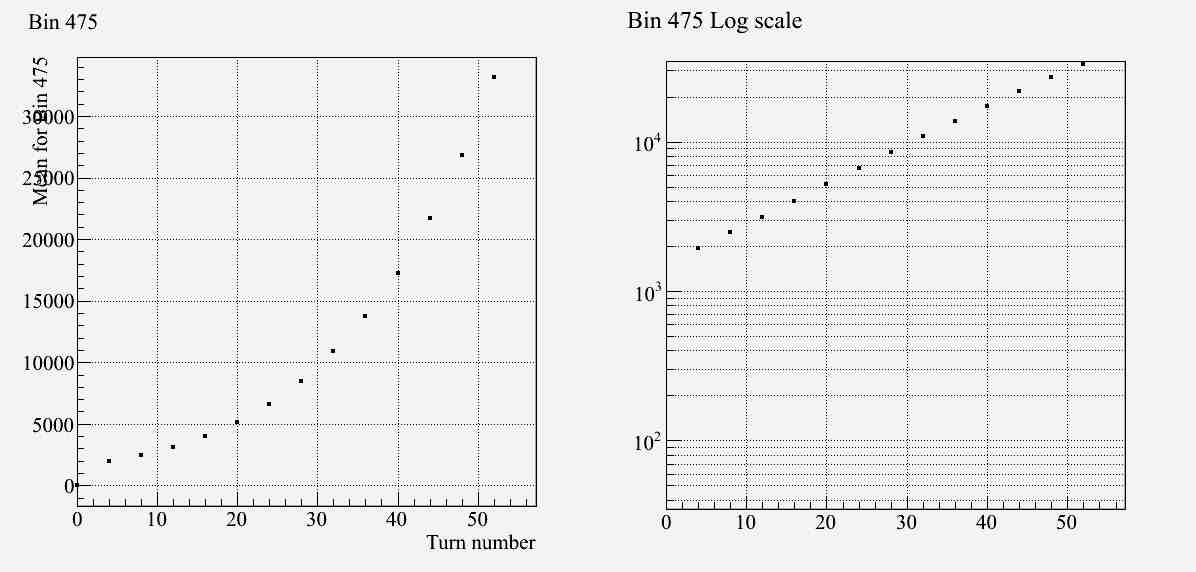 Bin 475
Mean for Bin 475
30000
25000
20000
15000
10000
5000
0
0 10 20 30 40 50
Turn number
Bin 475 Log scale
10⁴
10³
10²
0 10 20 30 40 50